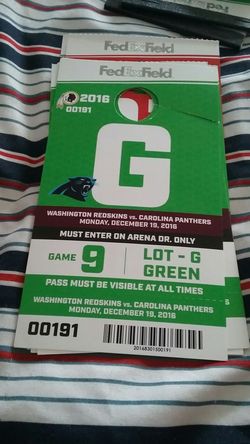 FedExField
FedExField
2016
00191
G
WASHINGTON REDSKINS vs. CAROLINA PANTHERS
MONDAY, DECEMBER 19, 2016
MUST ENTER ON ARENA DR. ONLY
GAME 9 LOT - G
GREEN
PASS MUST BE VISIBLE AT ALL TIMES
WASHINGTON REDSKINS vs. CAROLINA PANTHERS
MONDAY, DECEMBER 19, 2016
00191
20168301500191